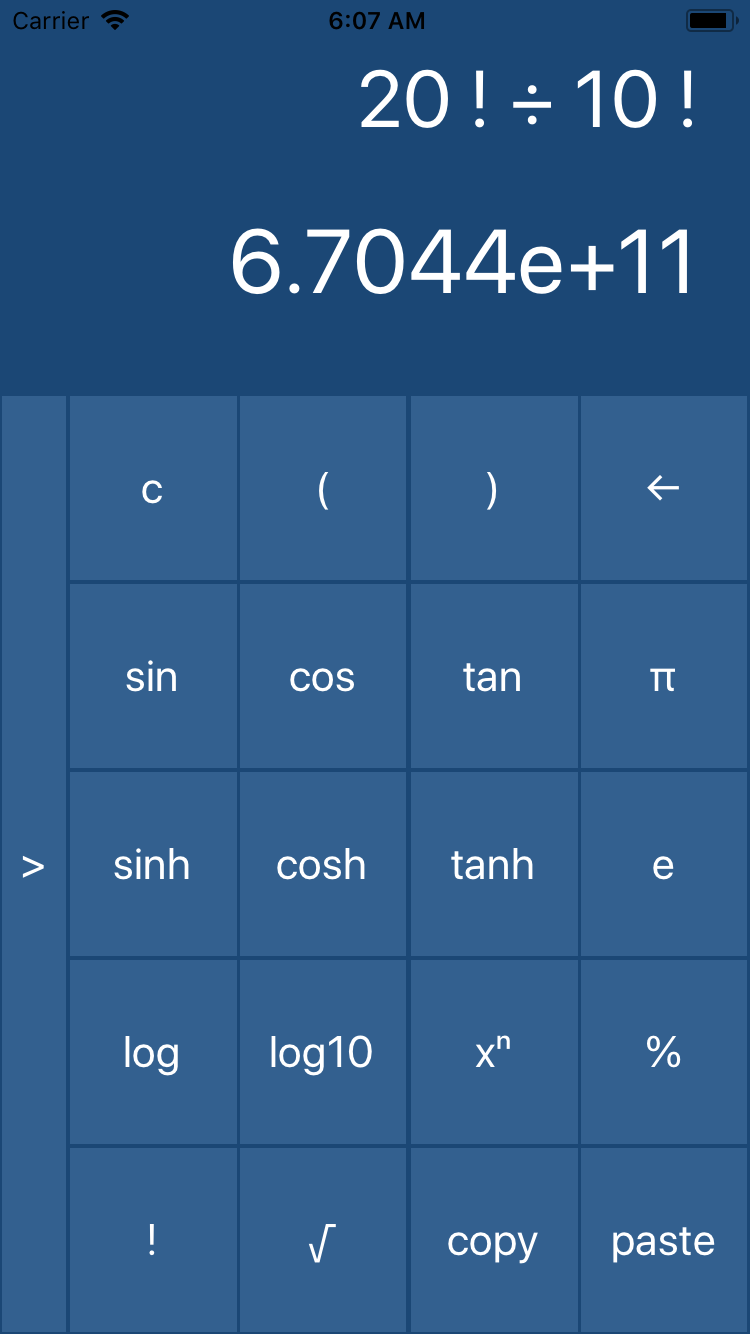 Carrier 6:07 AM
20 ! ÷ 10 !
6.7044e+11
c ( ) ←
sin cos tan π
> sinh cosh tanh e
log log10 xⁿ %
! √ copy paste